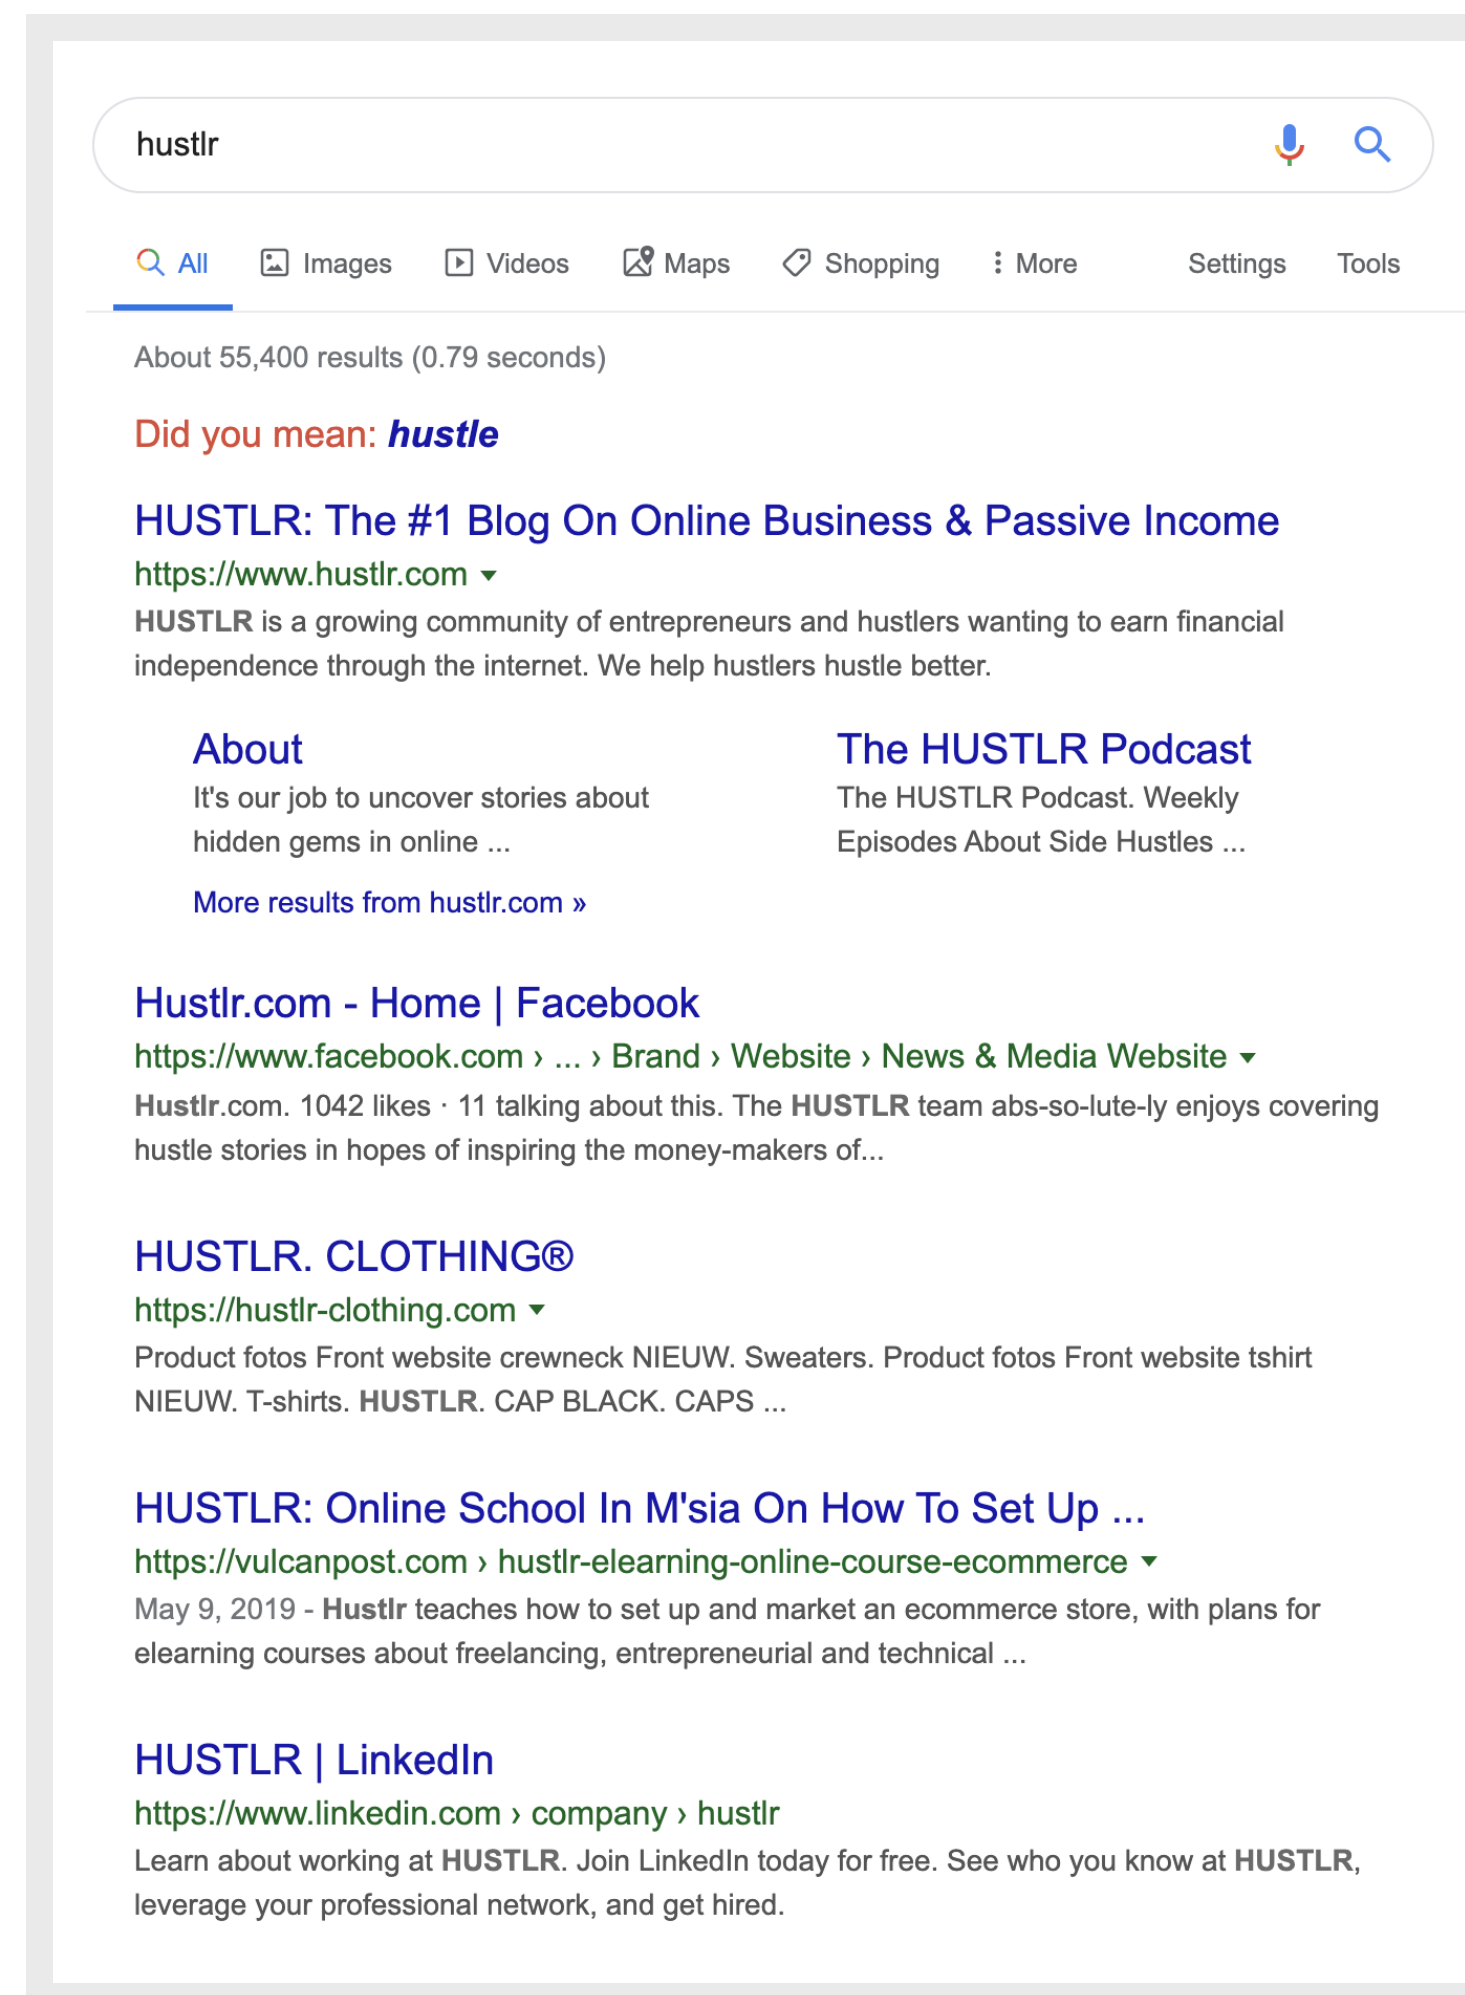 hustlr
All Images Videos Maps Shopping More Settings Tools
About 55,400 results (0.79 seconds)
Did you mean: hustle
HUSTLR: The #1 Blog On Online Business & Passive Income
https://www.hustlr.com
HUSTLR is a growing community of entrepreneurs and hustlers wanting to earn financial
independence through the internet. We help hustlers hustle better.
About
It's our job to uncover stories about
hidden gems in online ...
The HUSTLR Podcast
The HUSTLR Podcast. Weekly
Episodes About Side Hustles ...
More results from hustlr.com »
Hustlr.com - Home | Facebook
https://www.facebook.com › ... › Brand › Website › News & Media Website
Hustlr.com. 1042 likes · 11 talking about this. The HUSTLR team abs-so-lute-ly enjoys covering
hustle stories in hopes of inspiring the money-makers of...
HUSTLR. CLOTHING®
https://hustlr-clothing.com
Product fotos Front website crewneck NIEUW. Sweaters. Product fotos Front website tshirt
NIEUW. T-shirts. HUSTLR. CAP BLACK. CAPS ...
HUSTLR: Online School In M'sia On How To Set Up ...
https://vulcanpost.com › hustlr-elearning-online-course-ecommerce
May 9, 2019 - Hustlr teaches how to set up and market an ecommerce store, with plans for
elearning courses about freelancing, entrepreneurial and technical ...
HUSTLR | LinkedIn
https://www.linkedin.com › company › hustlr
Learn about working at HUSTLR. Join LinkedIn today for free. See who you know at HUSTLR,
leverage your professional network, and get hired.